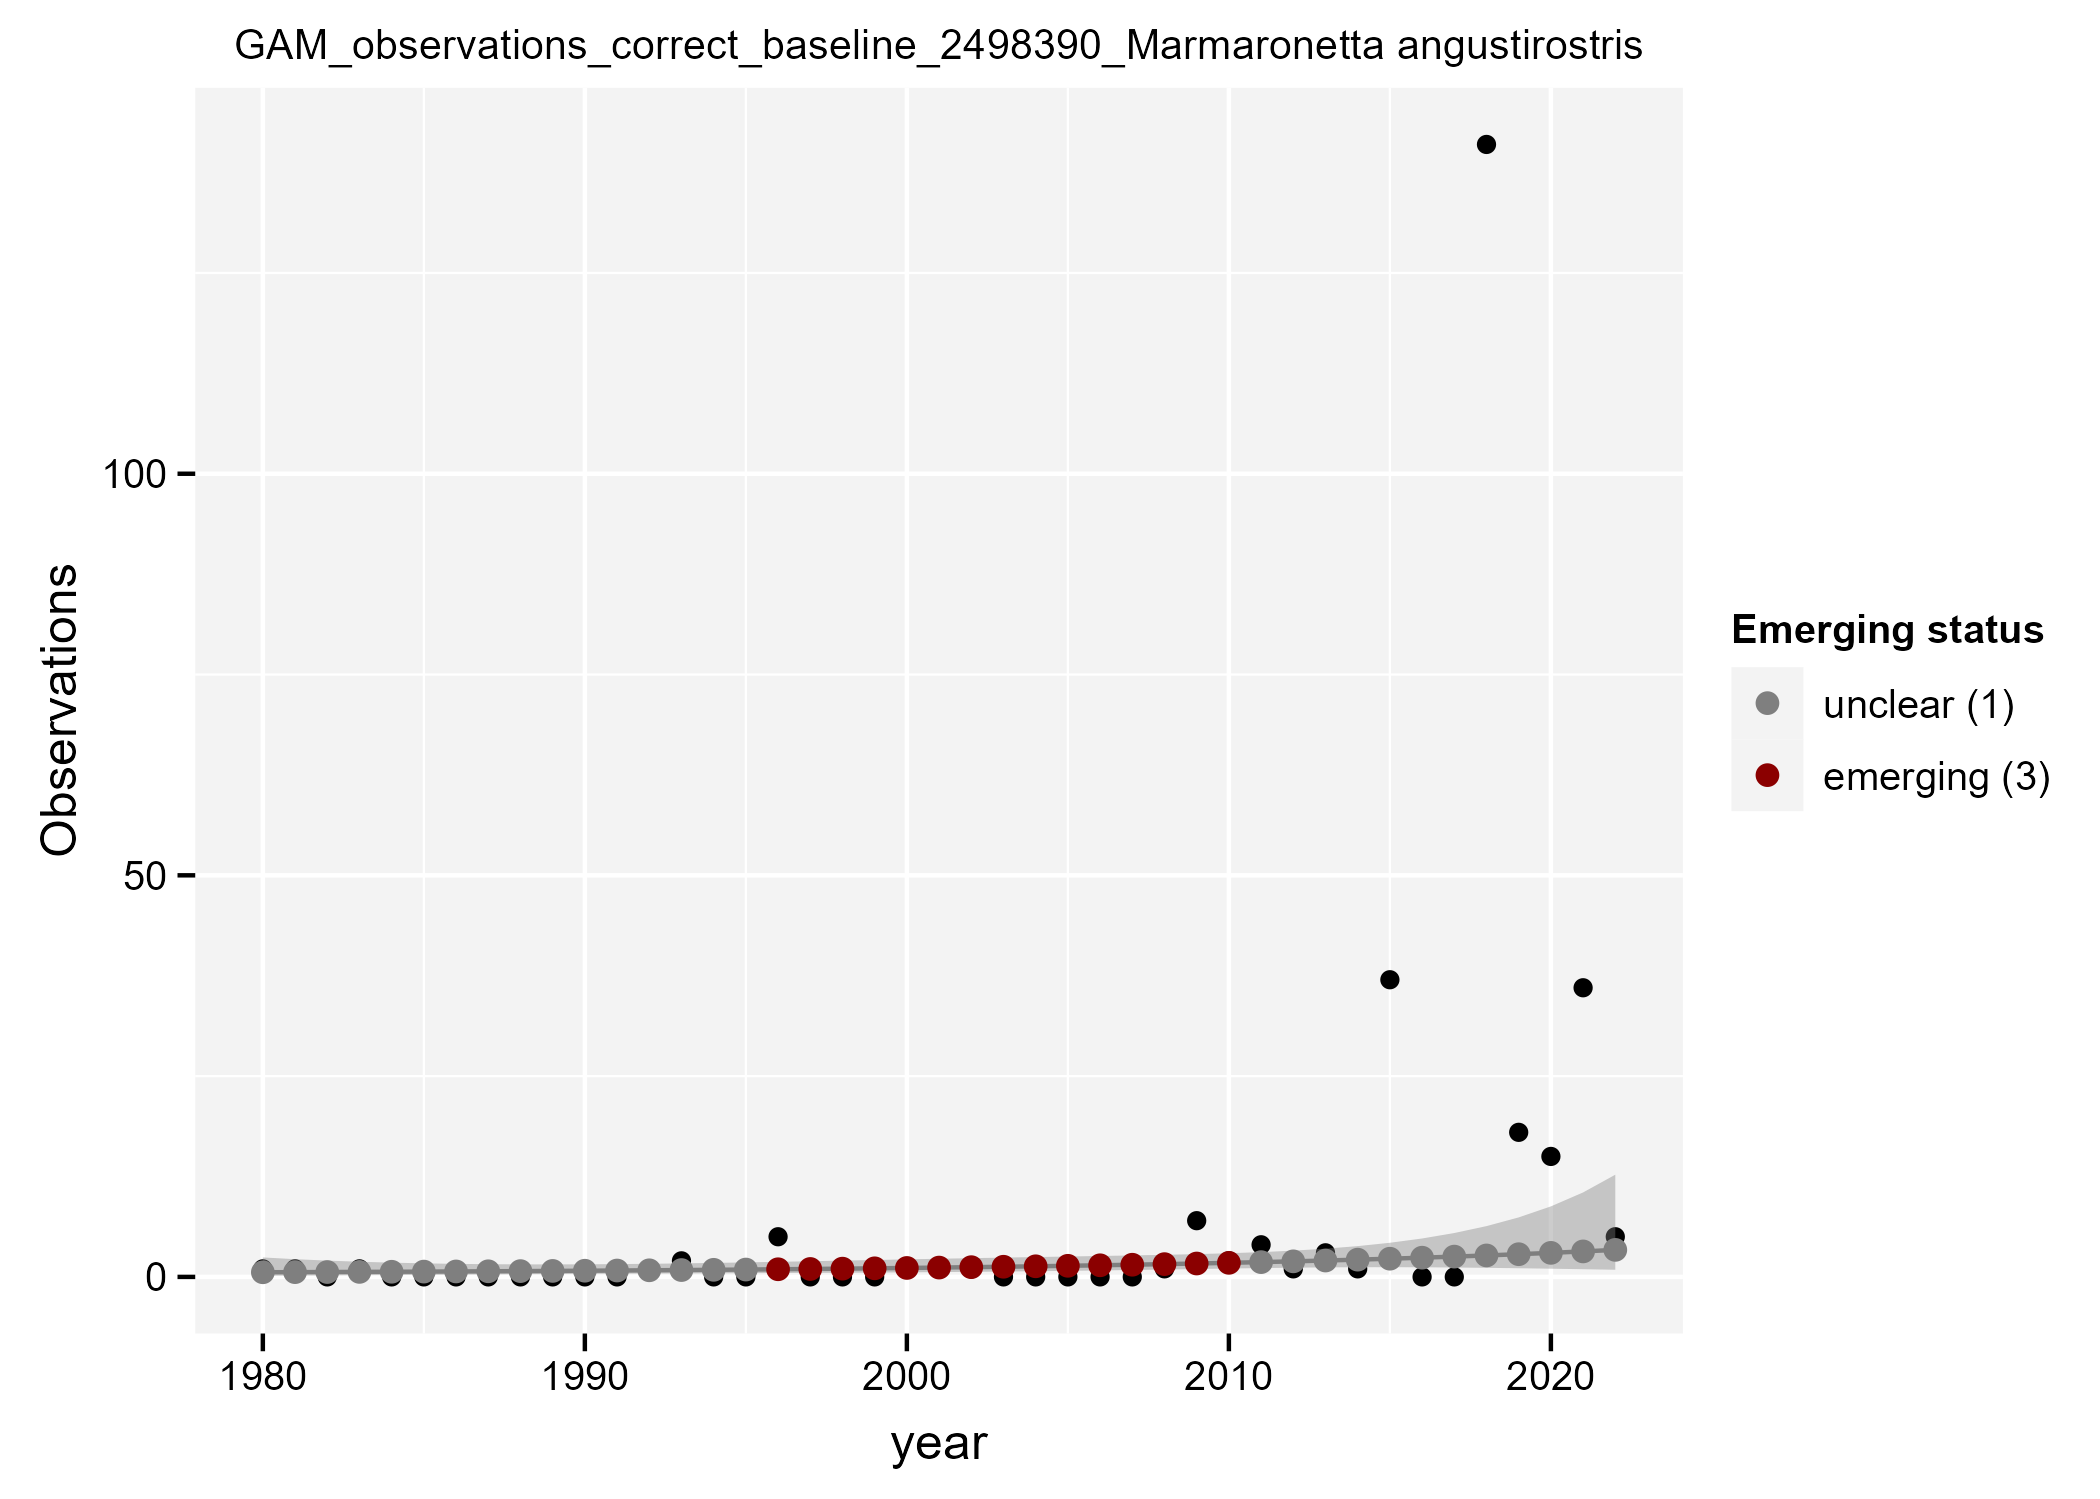 GAM_observations_correct_baseline_2498390_Marmaronetta angustirostris
Observations
100
50
0
1980 1990 2000 2010 2020
year
Emerging status
unclear (1)
emerging (3)